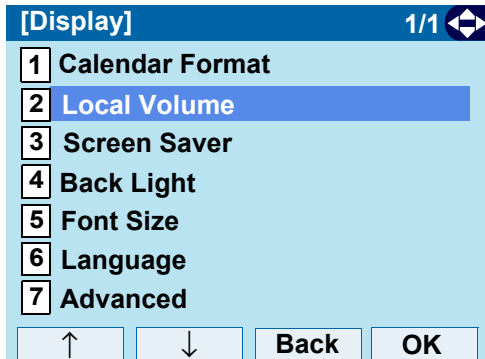 [Display] 1/1
1 Calendar Format
2 Local Volume
3 Screen Saver
4 Back Light
5 Font Size
6 Language
7 Advanced
↑ ↓ Back OK